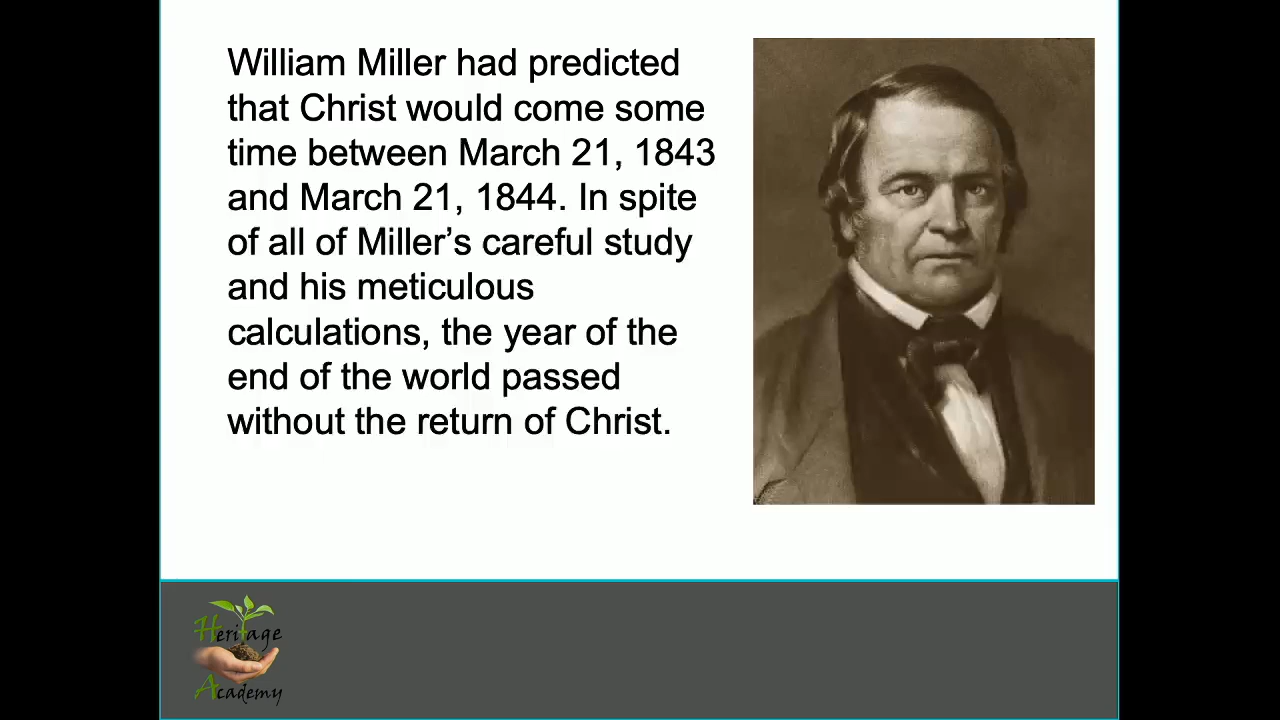 William Miller had predicted
that Christ would come some
time between March 21, 1843
and March 21, 1844. In spite
of all of Miller’s careful study
and his meticulous
calculations, the year of the
end of the world passed
without the return of Christ.
Heritage
Academy